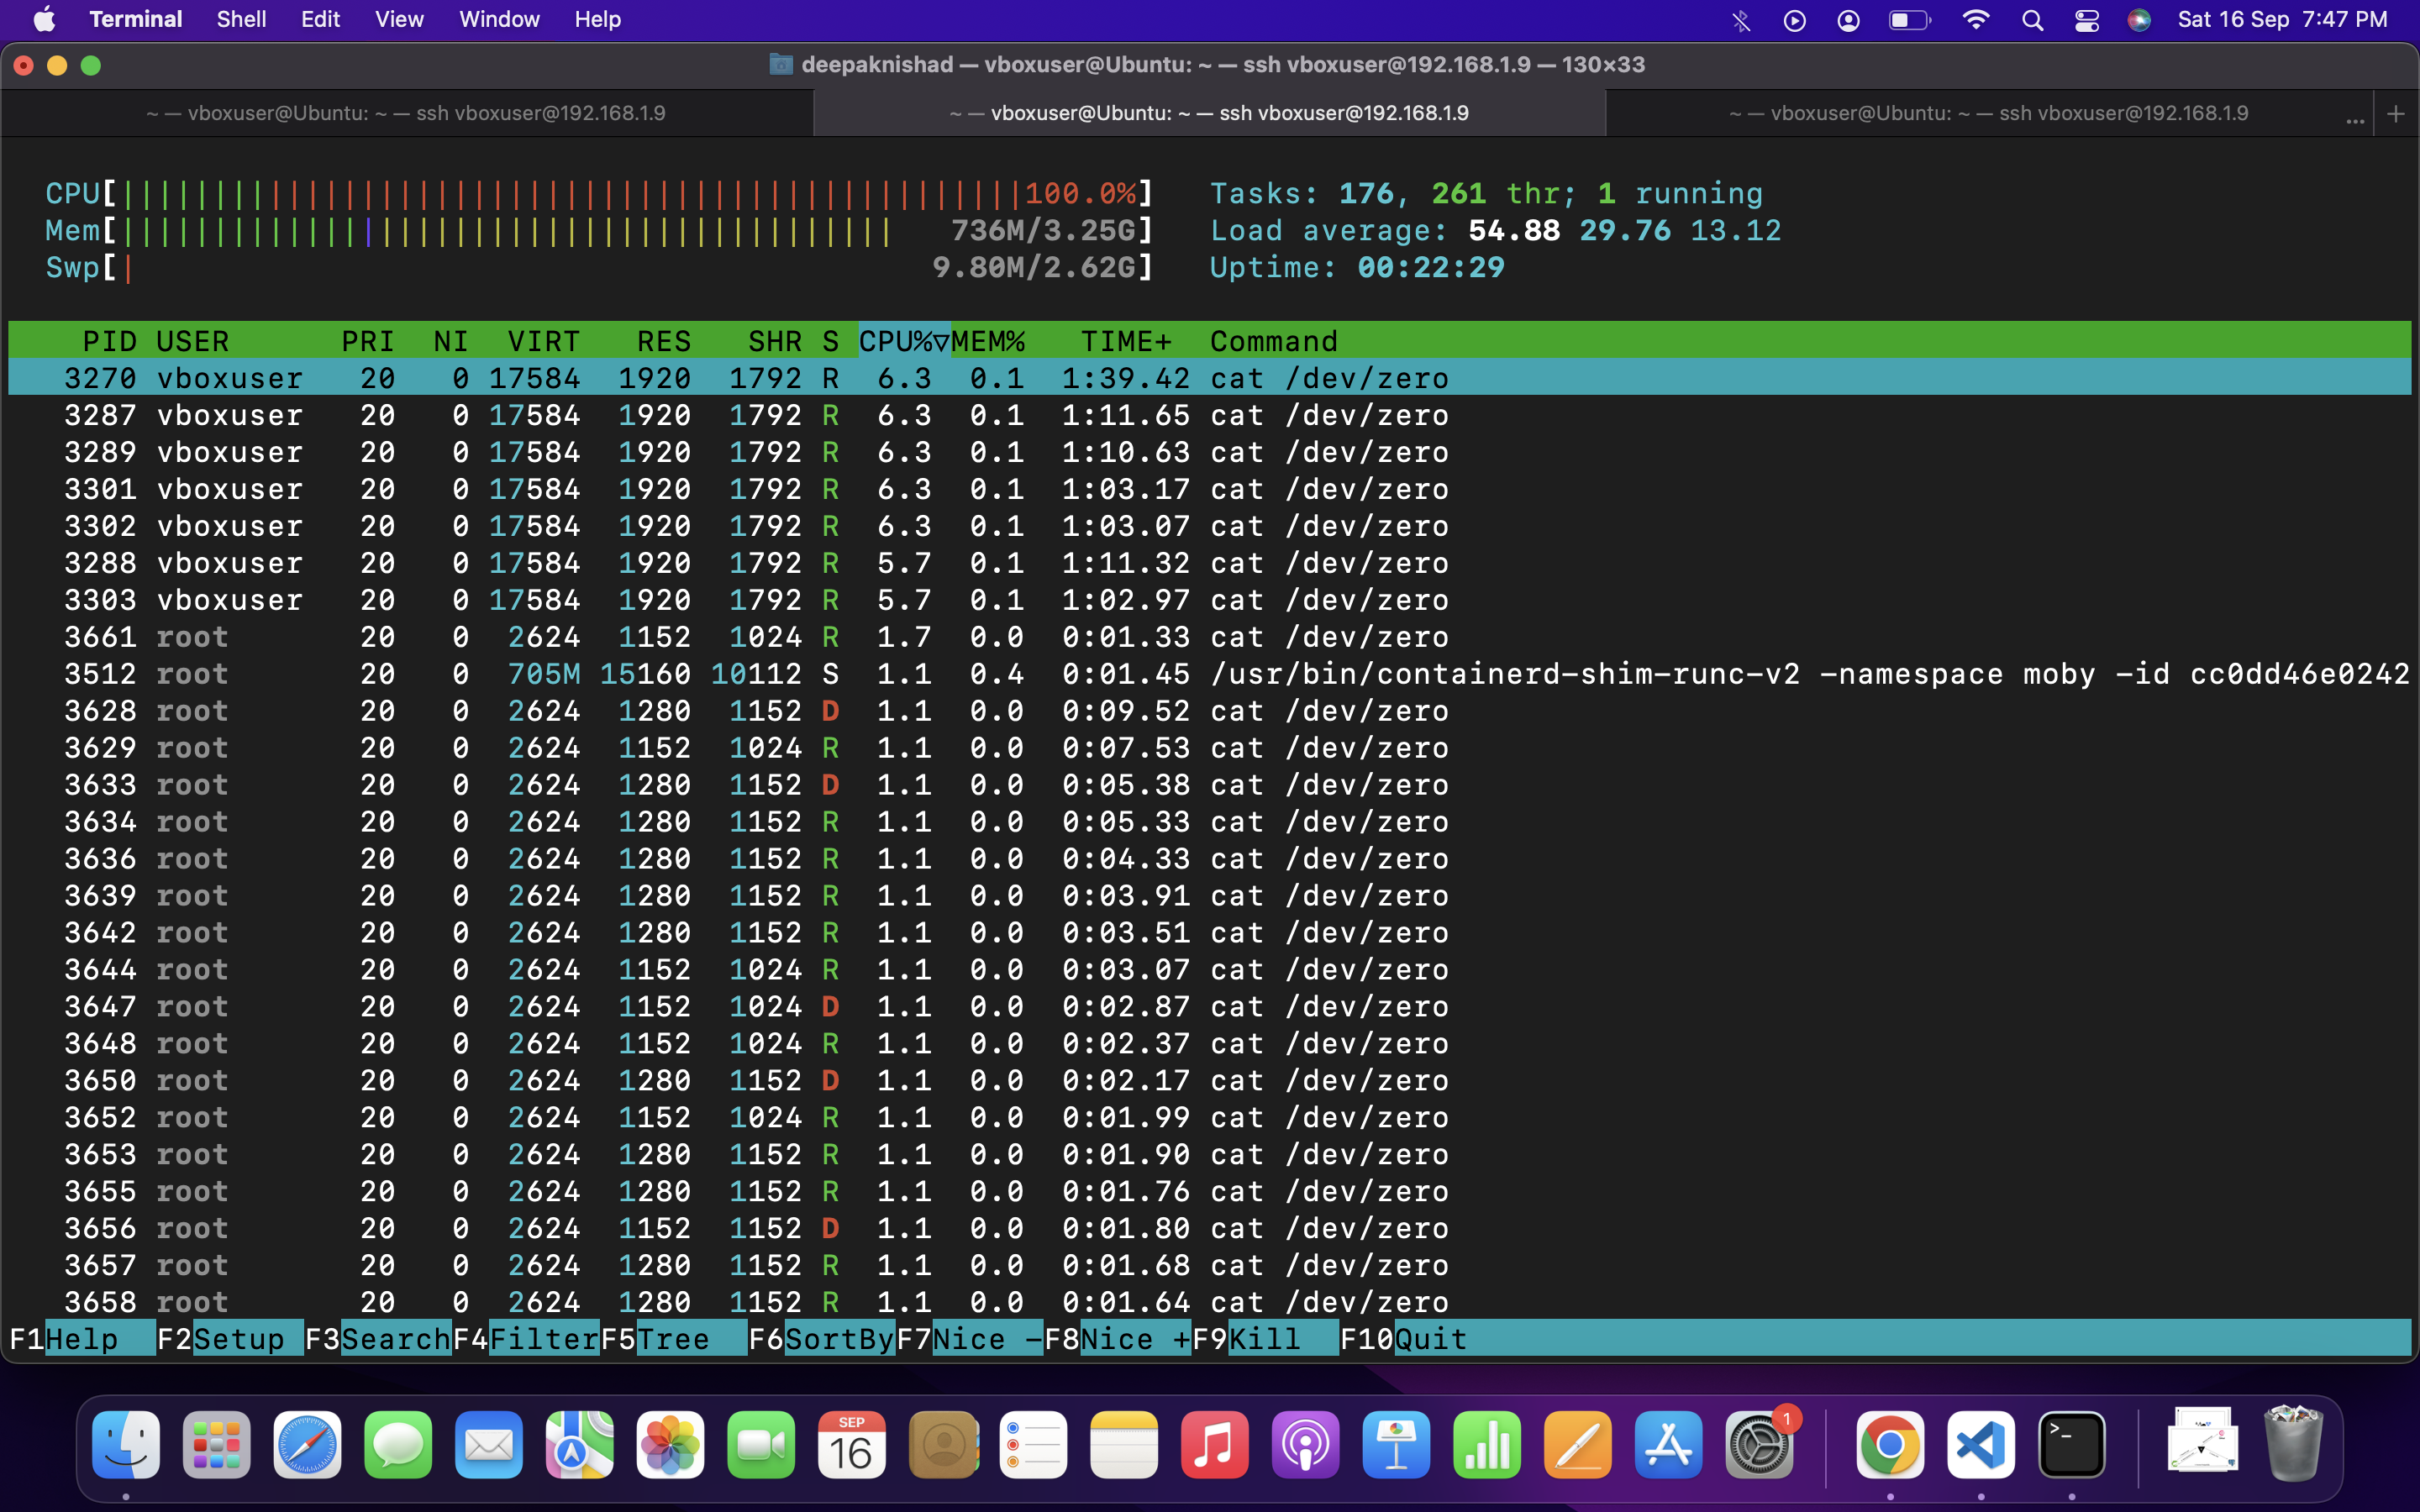 Terminal Shell Edit View Window Help Sat 16 Sep 7:47 PM
deepaknishad — vboxuser@Ubuntu: ~ — ssh vboxuser@192.168.1.9 — 130×33
~ — vboxuser@Ubuntu: ~ — ssh vboxuser@192.168.1.9 ~ — vboxuser@Ubuntu: ~ — ssh vboxuser@192.168.1.9 ~ — vboxuser@Ubuntu: ~ — ssh vboxuser@192.168.1.9 ... +
CPU[||||||||||||||||||||||||||||||||||||||||||||||||||100.0%] Tasks: 176, 261 thr; 1 running
Mem[|||||||||||||||||||||||||||||||||||||||||| 736M/3.25G] Load average: 54.88 29.76 13.12
Swp[| 9.80M/2.62G] Uptime: 00:22:29
PID USER PRI NI VIRT RES SHR S CPU%▽MEM% TIME+ Command
3270 vboxuser 20 0 17584 1920 1792 R 6.3 0.1 1:39.42 cat /dev/zero
3287 vboxuser 20 0 17584 1920 1792 R 6.3 0.1 1:11.65 cat /dev/zero
3289 vboxuser 20 0 17584 1920 1792 R 6.3 0.1 1:10.63 cat /dev/zero
3301 vboxuser 20 0 17584 1920 1792 R 6.3 0.1 1:03.17 cat /dev/zero
3302 vboxuser 20 0 17584 1920 1792 R 6.3 0.1 1:03.07 cat /dev/zero
3288 vboxuser 20 0 17584 1920 1792 R 5.7 0.1 1:11.32 cat /dev/zero
3303 vboxuser 20 0 17584 1920 1792 R 5.7 0.1 1:02.97 cat /dev/zero
3661 root 20 0 2624 1152 1024 R 1.7 0.0 0:01.33 cat /dev/zero
3512 root 20 0 705M 15160 10112 S 1.1 0.4 0:01.45 /usr/bin/containerd-shim-runc-v2 -namespace moby -id cc0dd46e0242
3628 root 20 0 2624 1280 1152 D 1.1 0.0 0:09.52 cat /dev/zero
3629 root 20 0 2624 1152 1024 R 1.1 0.0 0:07.53 cat /dev/zero
3633 root 20 0 2624 1280 1152 D 1.1 0.0 0:05.38 cat /dev/zero
3634 root 20 0 2624 1280 1152 R 1.1 0.0 0:05.33 cat /dev/zero
3636 root 20 0 2624 1280 1152 R 1.1 0.0 0:04.33 cat /dev/zero
3639 root 20 0 2624 1280 1152 R 1.1 0.0 0:03.91 cat /dev/zero
3642 root 20 0 2624 1280 1152 R 1.1 0.0 0:03.51 cat /dev/zero
3644 root 20 0 2624 1152 1024 R 1.1 0.0 0:03.07 cat /dev/zero
3647 root 20 0 2624 1152 1024 D 1.1 0.0 0:02.87 cat /dev/zero
3648 root 20 0 2624 1152 1024 R 1.1 0.0 0:02.37 cat /dev/zero
3650 root 20 0 2624 1280 1152 D 1.1 0.0 0:02.17 cat /dev/zero
3652 root 20 0 2624 1152 1024 R 1.1 0.0 0:01.99 cat /dev/zero
3653 root 20 0 2624 1280 1152 R 1.1 0.0 0:01.90 cat /dev/zero
3655 root 20 0 2624 1280 1152 R 1.1 0.0 0:01.76 cat /dev/zero
3656 root 20 0 2624 1152 1152 D 1.1 0.0 0:01.80 cat /dev/zero
3657 root 20 0 2624 1280 1152 R 1.1 0.0 0:01.68 cat /dev/zero
3658 root 20 0 2624 1280 1152 R 1.1 0.0 0:01.64 cat /dev/zero
F1Help F2Setup F3SearchF4FilterF5Tree F6SortByF7Nice -F8Nice +F9Kill F10Quit
SEP
16
1
>_